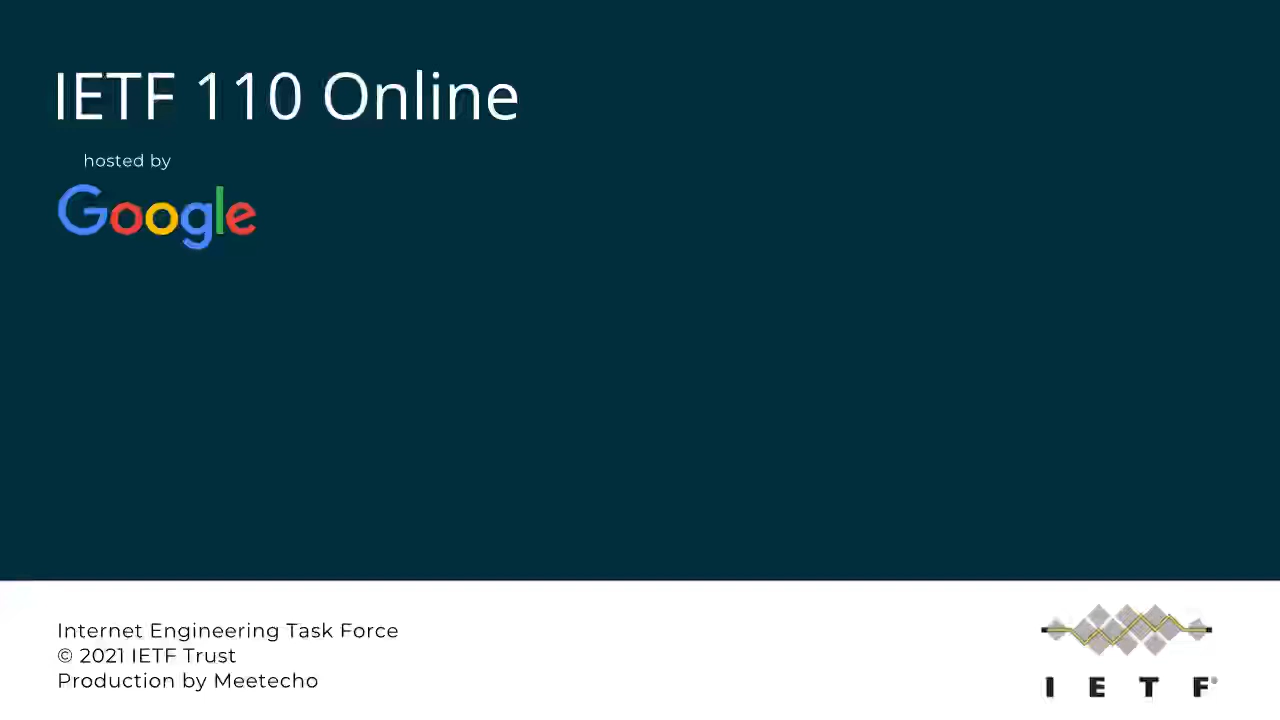 IETF 110 Online
hosted by
Google
Internet Engineering Task Force
© 2021 IETF Trust
Production by Meetecho
I E T F®